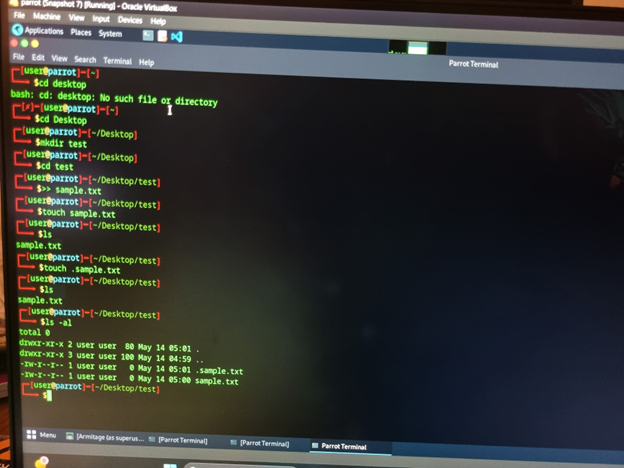 parrot (Snapshot 7) [Running] - Oracle VirtualBox
File Machine View Input Devices Help
Applications Places System
File Edit View Search Terminal Help
Parrot Terminal
[user@parrot]-[~]
$cd desktop
bash: cd: desktop: No such file or directory
[x]-[user@parrot]-[~]
$cd Desktop
[user@parrot]-[~/Desktop]
$mkdir test
[user@parrot]-[~/Desktop]
$cd test
[user@parrot]-[~/Desktop/test]
$>> sample.txt
[user@parrot]-[~/Desktop/test]
$touch sample.txt
[user@parrot]-[~/Desktop/test]
$ls
sample.txt
[user@parrot]-[~/Desktop/test]
$touch .sample.txt
[user@parrot]-[~/Desktop/test]
$ls
sample.txt
[user@parrot]-[~/Desktop/test]
$ls -al
total 0
drwxr-xr-x 2 user user 80 May 14 05:01 .
drwxr-xr-x 3 user user 100 May 14 04:59 ..
-rw-r--r-- 1 user user 0 May 14 05:01 .sample.txt
-rw-r--r-- 1 user user 0 May 14 05:00 sample.txt
[user@parrot]-[~/Desktop/test]
$
Menu [Armitage (as superus... [Parrot Terminal] [Parrot Terminal] Parrot Terminal